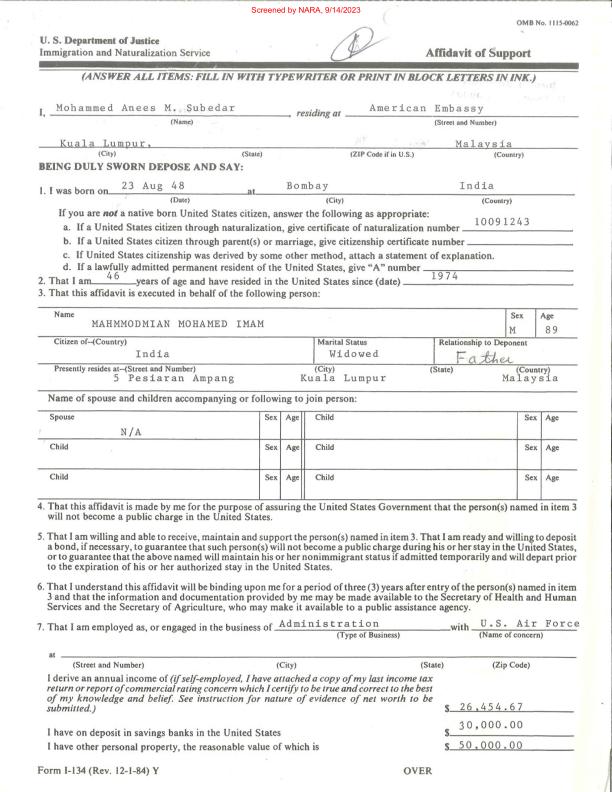 Screened by NARA, 9/14/2023
OMB No. 1115-0062
U. S. Department of Justice
Immigration and Naturalization Service
Affidavit of Support
(ANSWER ALL ITEMS: FILL IN WITH TYPEWRITER OR PRINT IN BLOCK LETTERS IN INK.)
I, Mohammed Anees M. Subedar, residing at American Embassy
(Name) (Street and Number)
Kuala Lumpur, Malaysia
(City) (State) (ZIP Code if in U.S.) (Country)
BEING DULY SWORN DEPOSE AND SAY:
1. I was born on 23 Aug 48 at Bombay India
(Date) (City) (Country)
If you are not a native born United States citizen, answer the following as appropriate:
a. If a United States citizen through naturalization, give certificate of naturalization number 10091243
b. If a United States citizen through parent(s) or marriage, give citizenship certificate number
c. If United States citizenship was derived by some other method, attach a statement of explanation.
d. If a lawfully admitted permanent resident of the United States, give "A" number
2. That I am 46 years of age and have resided in the United States since (date) 1974
3. That this affidavit is executed in behalf of the following person:
Name Sex Age
MAHMMODMIAN MOHAMED IMAM M 89
Citizen of--(Country) Marital Status Relationship to Deponent
India Widowed Father
Presently resides at--(Street and Number) (City) (State) (Country)
5 Pesiaran Ampang Kuala Lumpur Malaysia
Name of spouse and children accompanying or following to join person:
Spouse Sex Age Child Sex Age
N/A
Child Sex Age Child Sex Age
Child Sex Age Child Sex Age
4. That this affidavit is made by me for the purpose of assuring the United States Government that the person(s) named in item 3
will not become a public charge in the United States.
5. That I am willing and able to receive, maintain and support the person(s) named in item 3. That I am ready and willing to deposit
a bond, if necessary, to guarantee that such person(s) will not become a public charge during his or her stay in the United States,
or to guarantee that the above named will maintain his or her nonimmigrant status if admitted temporarily and will depart prior
to the expiration of his or her authorized stay in the United States.
6. That I understand this affidavit will be binding upon me for a period of three (3) years after entry of the person(s) named in item
3 and that the information and documentation provided by me may be made available to the Secretary of Health and Human
Services and the Secretary of Agriculture, who may make it available to a public assistance agency.
7. That I am employed as, or engaged in the business of Administration with U.S. Air Force
(Type of Business) (Name of concern)
at
(Street and Number) (City) (State) (Zip Code)
I derive an annual income of (if self-employed, I have attached a copy of my last income tax
return or report of commercial rating concern which I certify to be true and correct to the best
of my knowledge and belief. See instruction for nature of evidence of net worth to be
submitted.) $ 26,454.67
I have on deposit in savings banks in the United States 30,000.00
I have other personal property, the reasonable value of which is $ 50,000.00
Form I-134 (Rev. 12-1-84) Y OVER